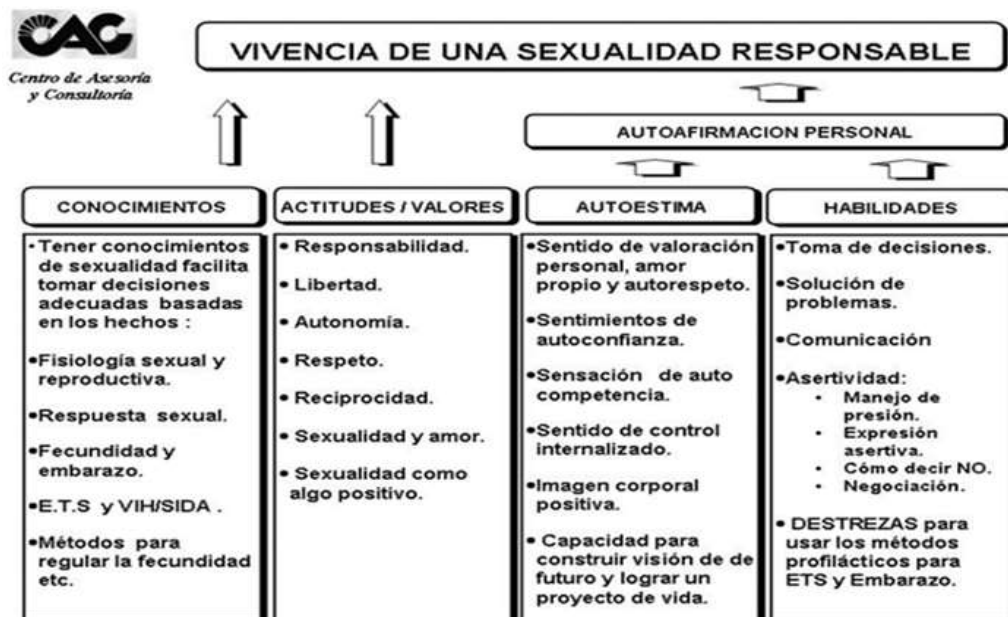 CAC
Centro de Asesoría
y Consultoría
VIVENCIA DE UNA SEXUALIDAD RESPONSABLE
AUTOAFIRMACION PERSONAL
CONOCIMIENTOS
• Tener conocimientos
de sexualidad facilita
tomar decisiones
adecuadas basadas
en los hechos :
•Fisiología sexual y
reproductiva.
•Respuesta sexual.
•Fecundidad y
embarazo.
•E.T.S y VIH/SIDA .
•Métodos para
regular la fecundidad
etc.
ACTITUDES / VALORES
• Responsabilidad.
• Libertad.
• Autonomía.
• Respeto.
• Reciprocidad.
• Sexualidad y amor.
• Sexualidad como
algo positivo.
AUTOESTIMA
•Sentido de valoración
personal, amor
propio y autorespeto.
•Sentimientos de
autoconfianza.
•Sensación de auto
competencia.
•Sentido de control
internalizado.
•Imagen corporal
positiva.
• Capacidad para
construir visión de de
futuro y lograr un
proyecto de vida.
HABILIDADES
•Toma de decisiones.
•Solución de
problemas.
•Comunicación
•Asertividad:
• Manejo de
presión.
• Expresión
asertiva.
• Cómo decir NO.
• Negociación.
• DESTREZAS para
usar los métodos
profilácticos para
ETS y Embarazo.